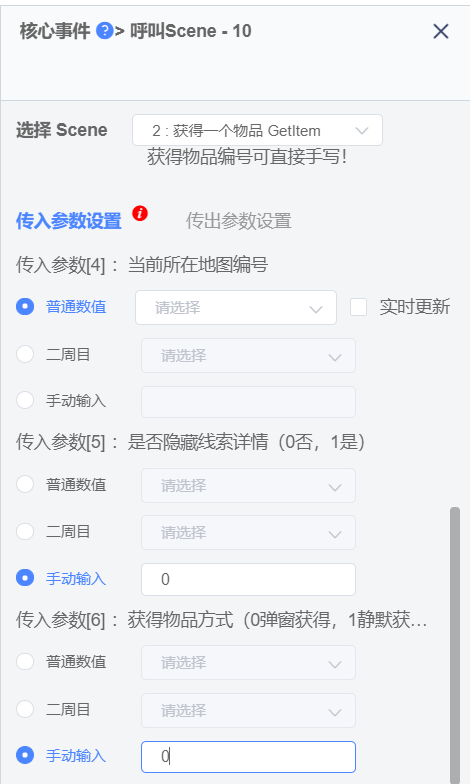 核心事件 ?> 呼叫Scene - 10
选择 Scene 2 : 获得一个物品 GetItem
获得物品编号可直接手写！
传入参数设置 i 传出参数设置
传入参数[4] ：当前所在地图编号
普通数值 请选择 实时更新
二周目 请选择
手动输入
传入参数[5] ：是否隐藏线索详情（0否，1是）
普通数值 请选择
二周目 请选择
手动输入 0
传入参数[6] ：获得物品方式（0弹窗获得，1静默获…
普通数值 请选择
二周目 请选择
手动输入 0